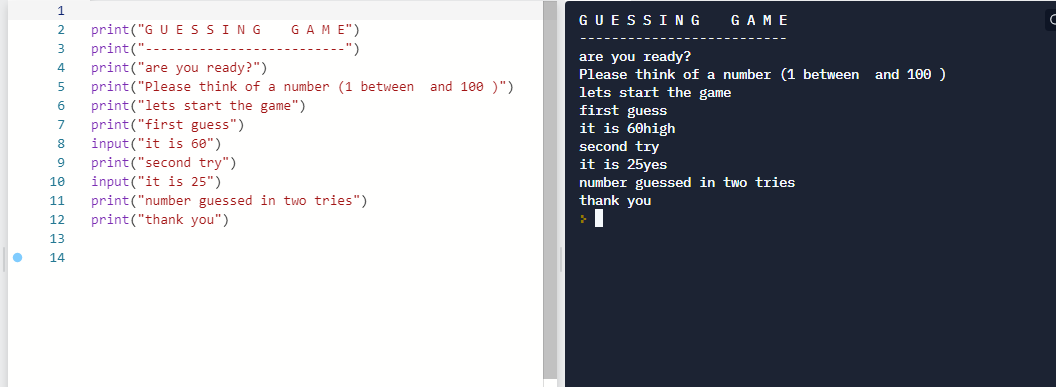 1
2 print("G U E S S I N G    G A M E")
3 print("--------------------------")
4 print("are you ready?")
5 print("Please think of a number (1 between  and 100 )")
6 print("lets start the game")
7 print("first guess")
8 input("it is 60")
9 print("second try")
10 input("it is 25")
11 print("number guessed in two tries")
12 print("thank you")
13
14
G U E S S I N G    G A M E
--------------------------
are you ready?
Please think of a number (1 between  and 100 )
lets start the game
first guess
it is 60high
second try
it is 25yes
number guessed in two tries
thank you